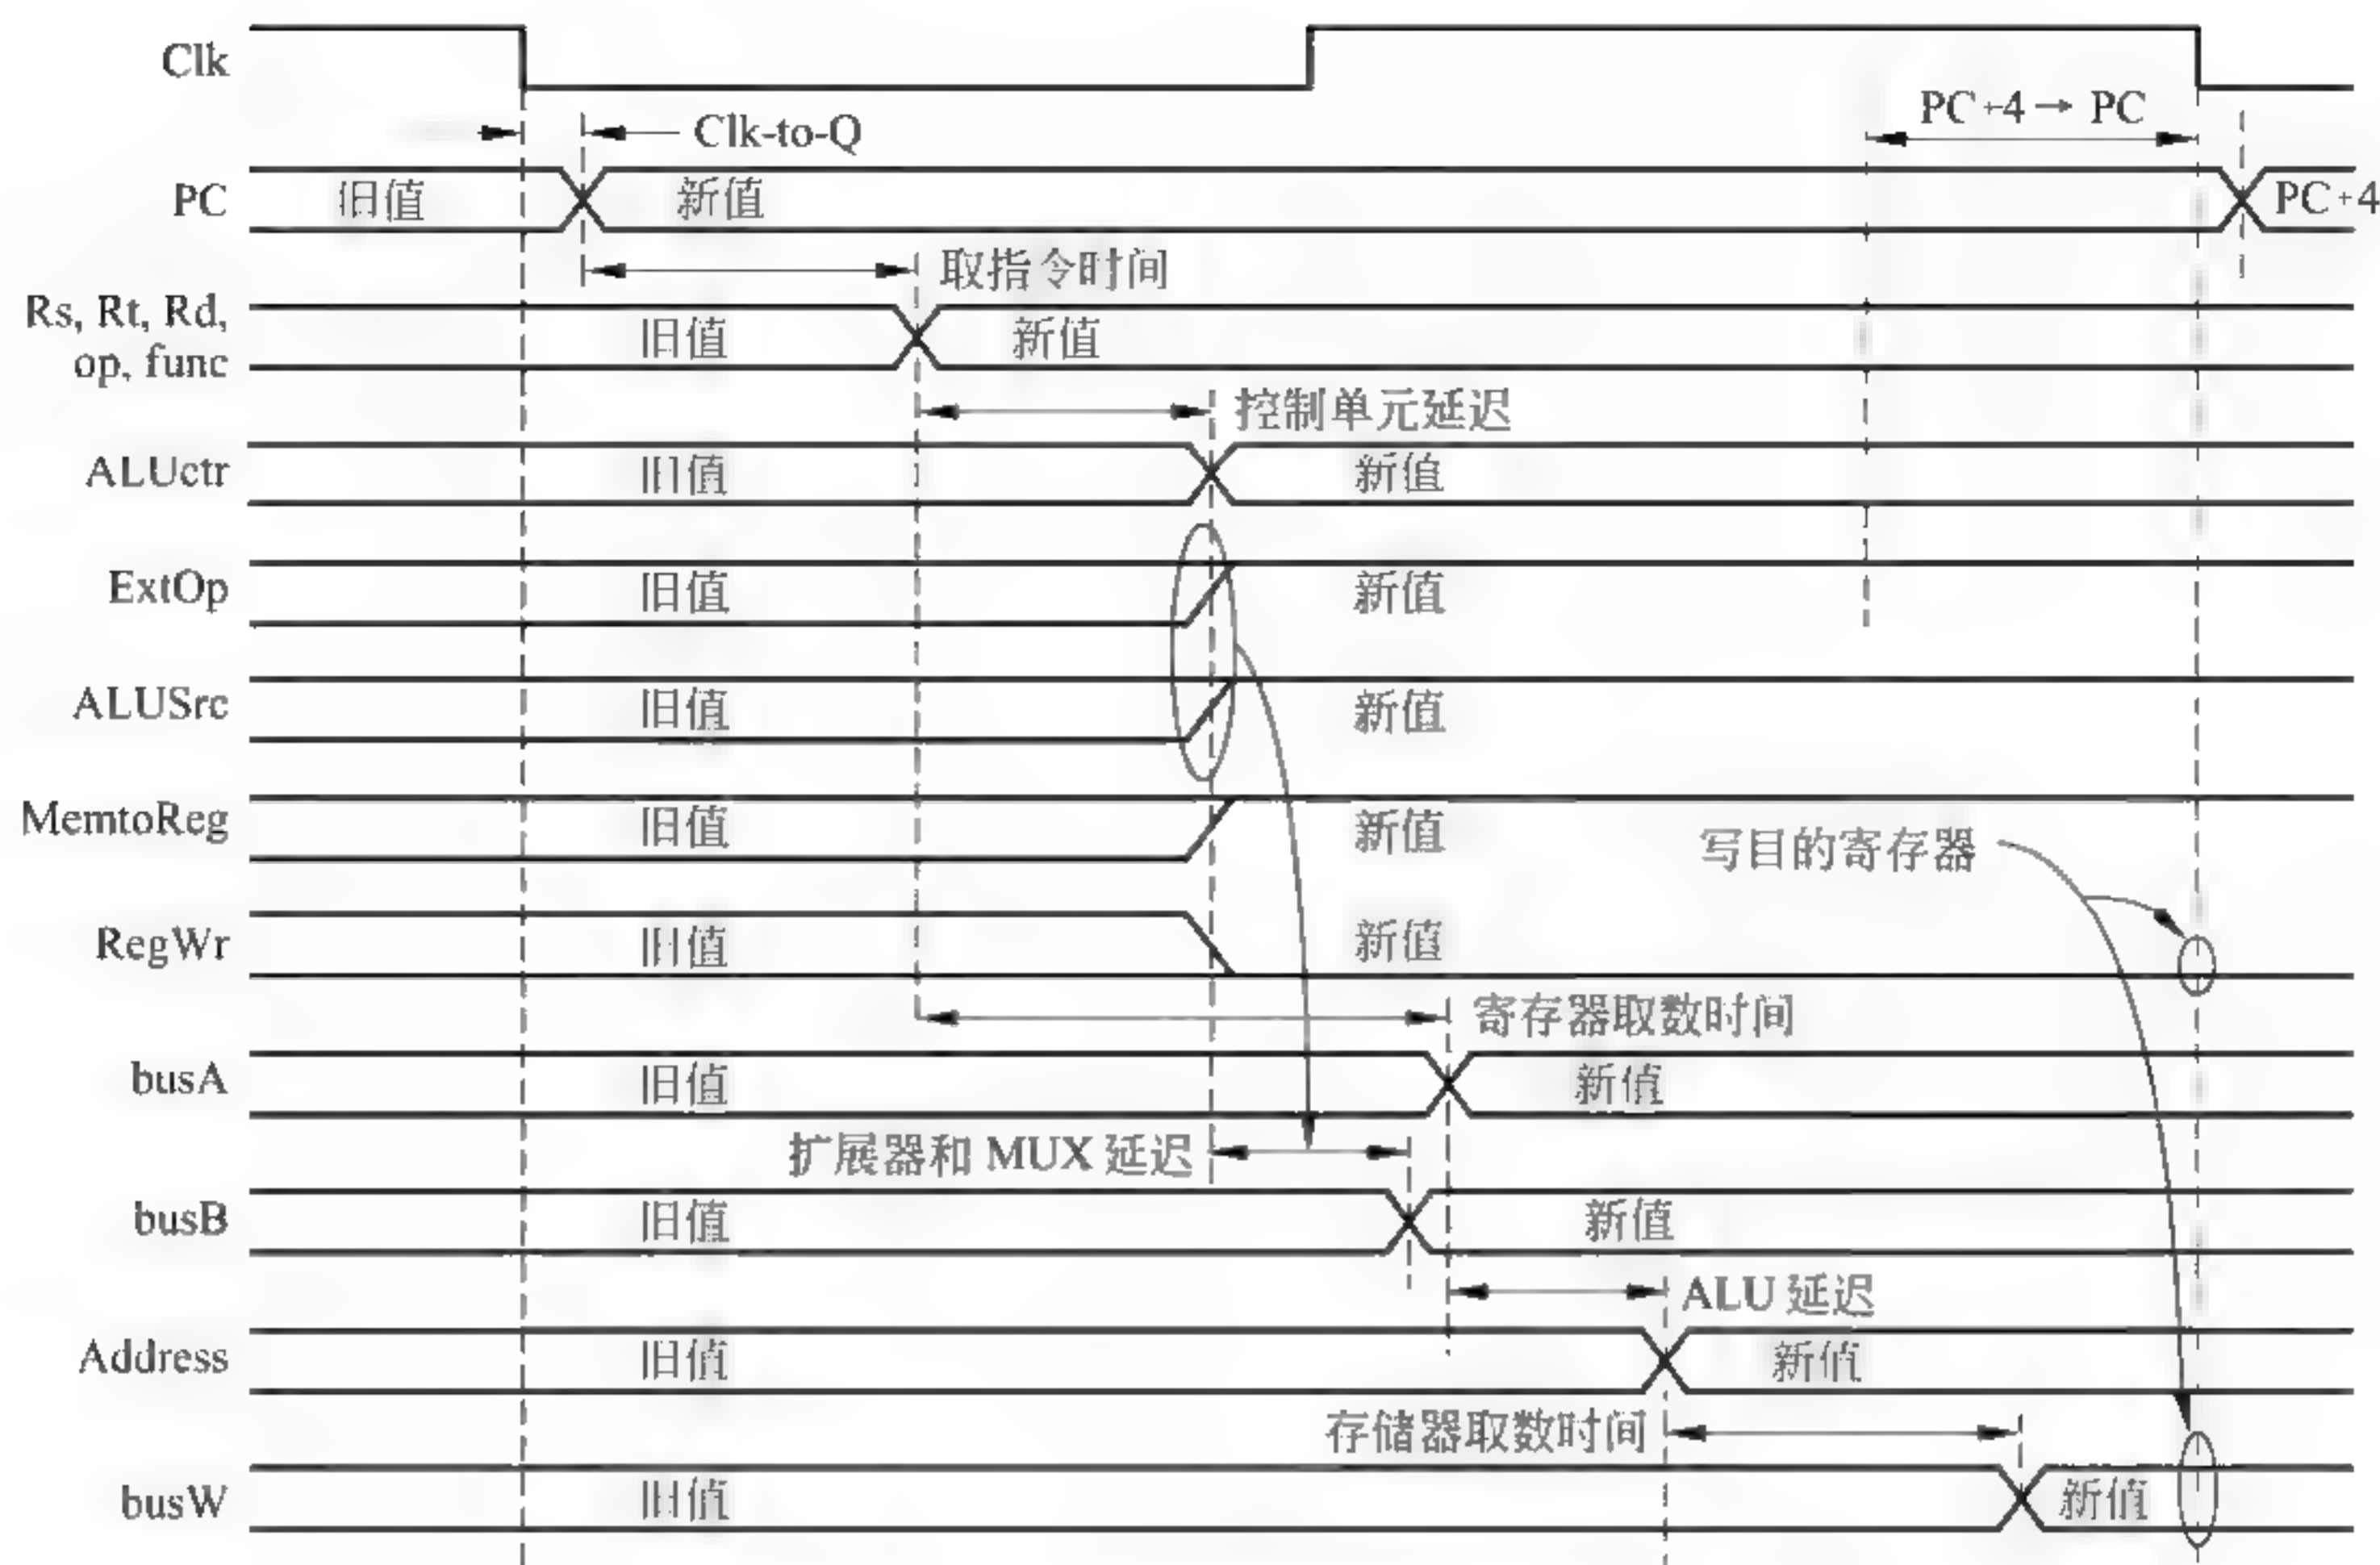 Clk
PC+4→ PC
Clk-to-Q
PC
旧值
新值
PC+4
取指令时间
Rs, Rt, Rd,
op, func
旧值
新值
控制单元延迟
ALUctr
旧值
新值
ExtOp
旧值
新值
ALUSrc
旧值
新值
MemtoReg
旧值
新值
写目的寄存器
RegWr
旧值
新值
寄存器取数时间
busA
旧值
新值
扩展器和 MUX 延迟
busB
旧值
新值
ALU 延迟
Address
旧值
新值
存储器取数时间
busW
旧值
新值